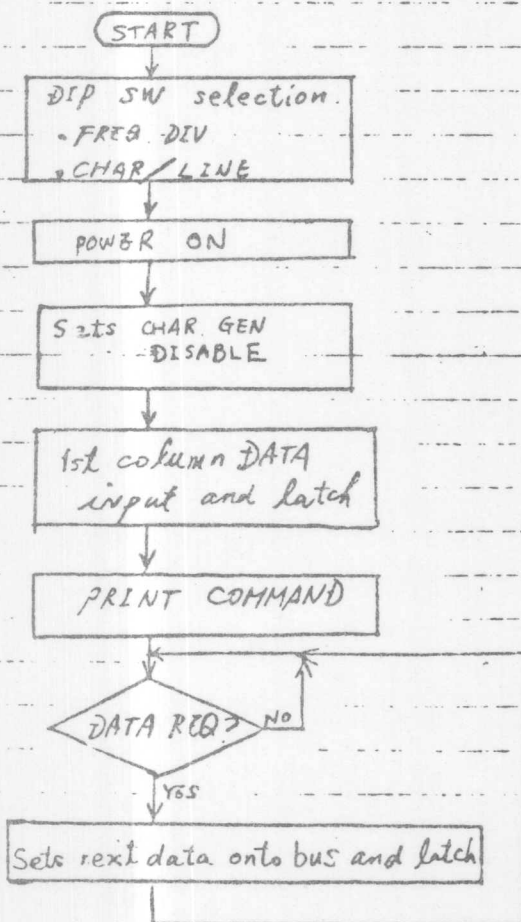 START
DIP SW selection.
• FREQ DIV
• CHAR/LINE
POWER ON
Sets CHAR. GEN
DISABLE
1st column DATA
input and latch
PRINT COMMAND
DATA REQ?
NO
YES
Sets next data onto bus and latch